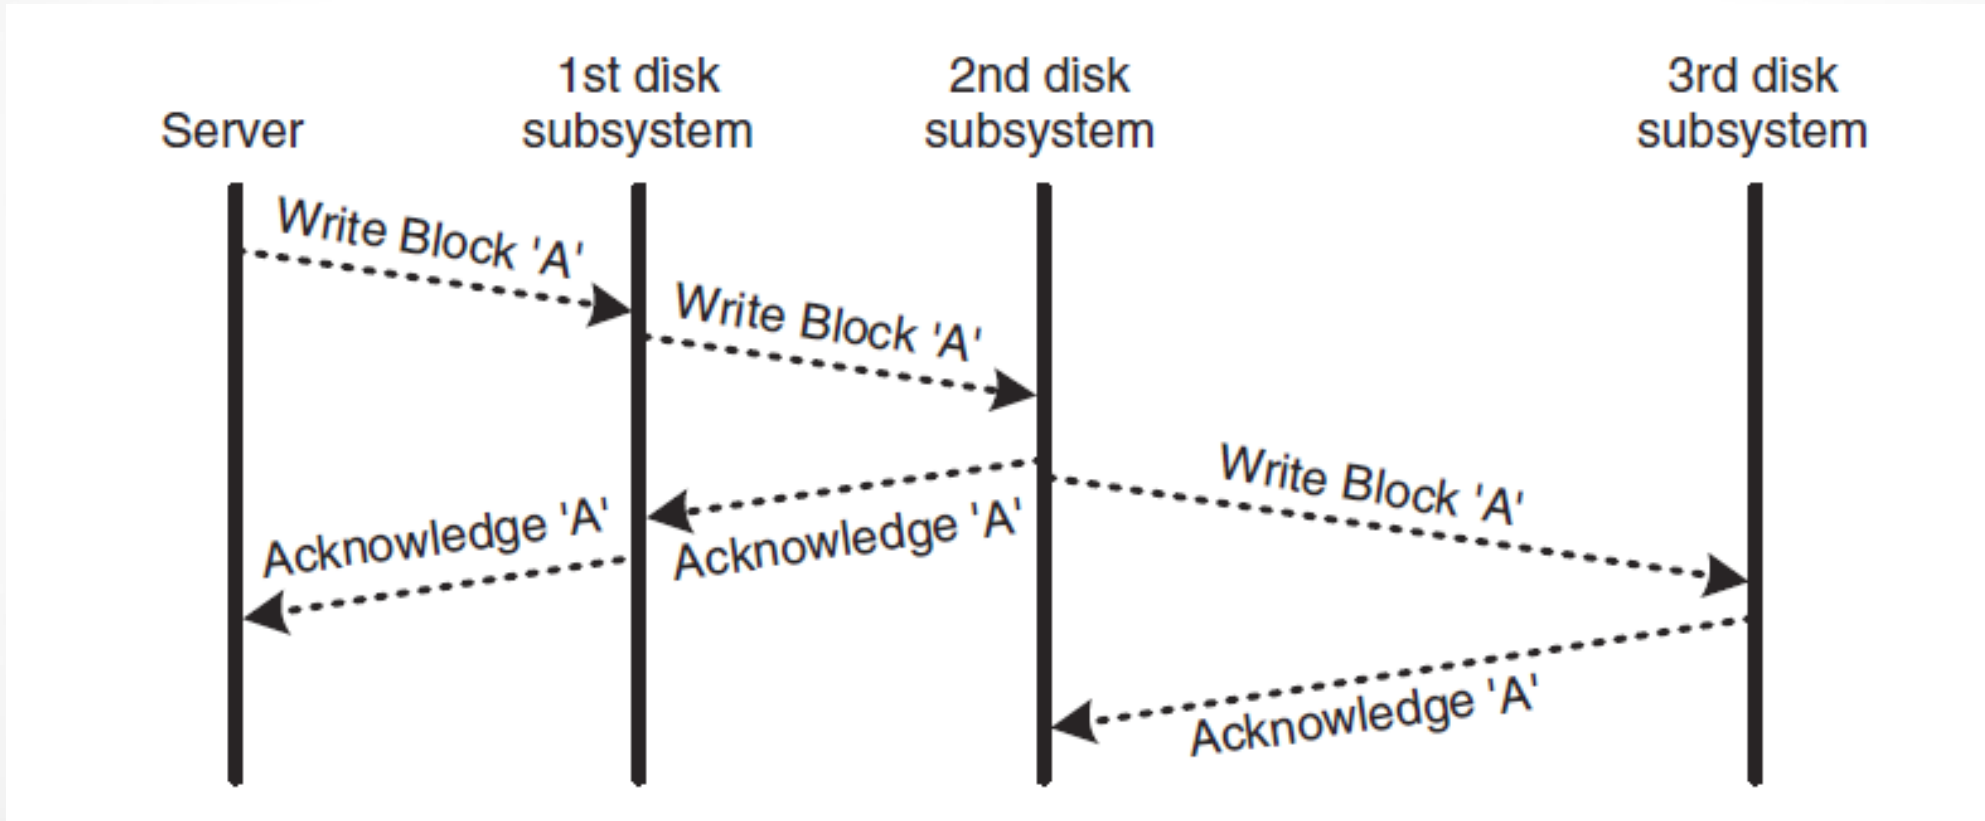 Server
1st disk
subsystem
2nd disk
subsystem
3rd disk
subsystem
Write Block 'A'
Write Block 'A'
Write Block 'A'
Acknowledge 'A'
Acknowledge 'A'
Acknowledge 'A'